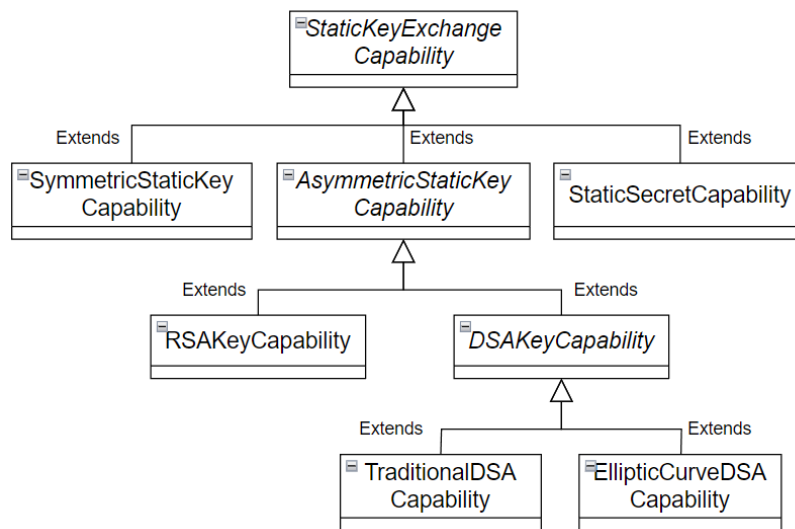 StaticKeyExchange
Capability
Extends
Extends
Extends
SymmetricStaticKey
Capability
AsymmetricStaticKey
Capability
StaticSecretCapability
Extends
Extends
RSAKeyCapability
DSAKeyCapability
Extends
Extends
TraditionalDSA
Capability
EllipticCurveDSA
Capability